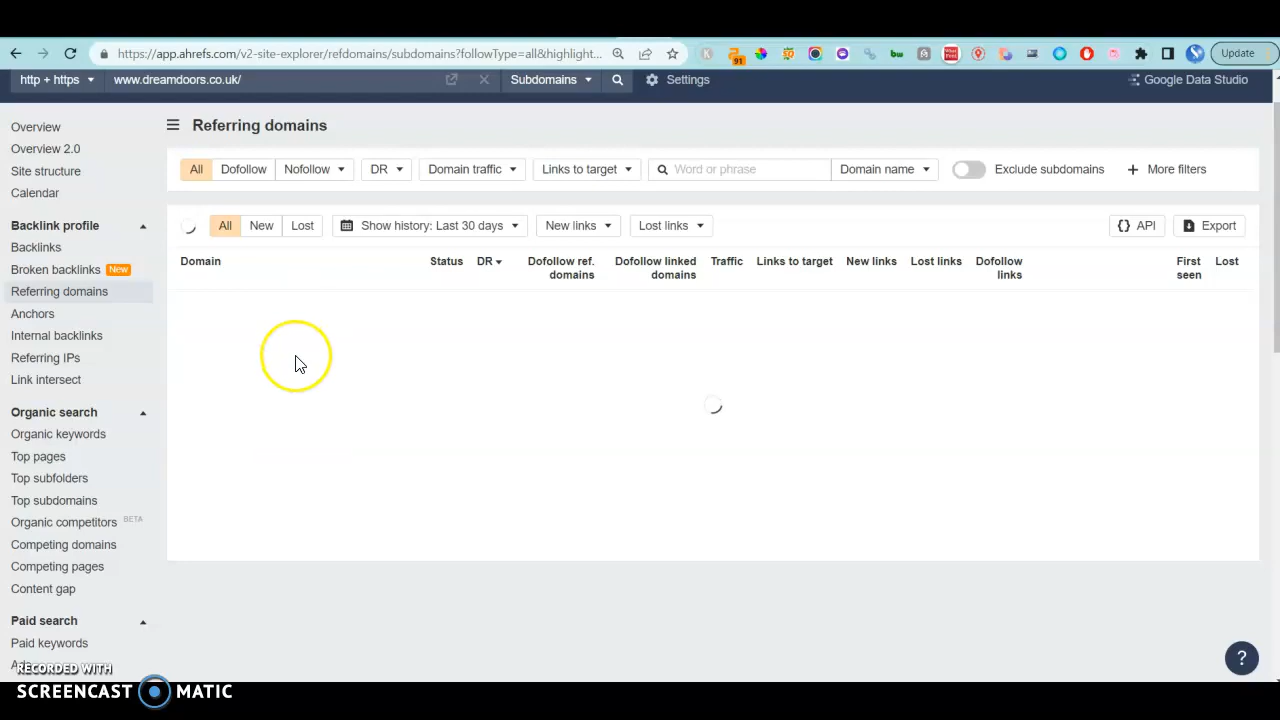 https://app.ahrefs.com/v2-site-explorer/refdomains/subdomains?followType=all&highlight...
91
Update
http + https
www.dreamdoors.co.uk/
Subdomains
Settings
Google Data Studio
Overview
Overview 2.0
Site structure
Calendar
Backlink profile
Backlinks
Broken backlinks New
Referring domains
Anchors
Internal backlinks
Referring IPs
Link intersect
Organic search
Organic keywords
Top pages
Top subfolders
Top subdomains
Organic competitors BETA
Competing domains
Competing pages
Content gap
Paid search
Paid keywords
Referring domains
All Dofollow Nofollow DR Domain traffic Links to target Word or phrase Domain name Exclude subdomains + More filters
All New Lost Show history: Last 30 days New links Lost links {} API Export
Domain Status DR Dofollow ref. domains Dofollow linked domains Traffic Links to target New links Lost links Dofollow links First seen Lost
?
RECORDED WITH
SCREENCAST MATIC